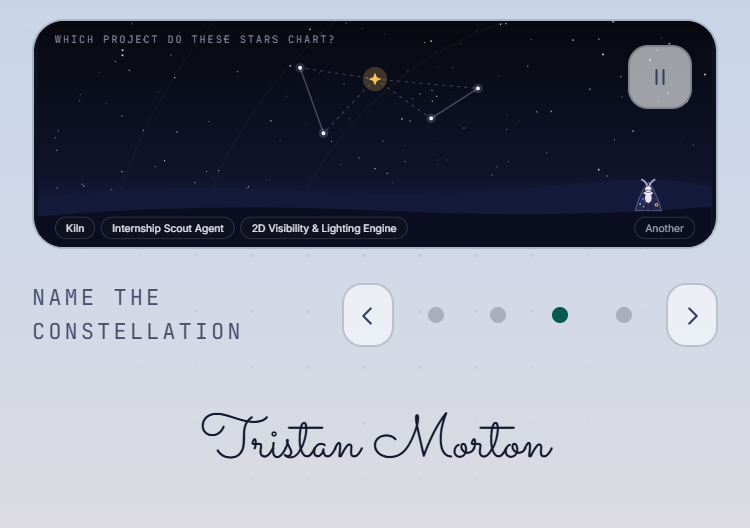 WHICH PROJECT DO THESE STARS CHART?
Kiln Internship Scout Agent 2D Visibility & Lighting Engine Another
NAME THE
CONSTELLATION
Tristan Morton